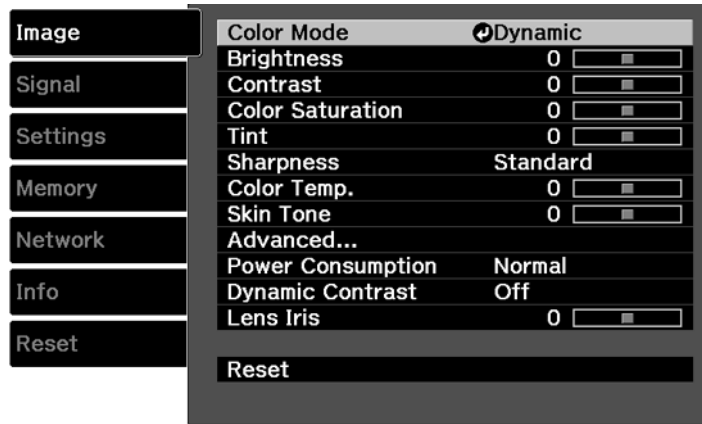 Image
Signal
Settings
Memory
Network
Info
Reset
Color Mode Dynamic
Brightness 0
Contrast 0
Color Saturation 0
Tint 0
Sharpness Standard
Color Temp. 0
Skin Tone 0
Advanced...
Power Consumption Normal
Dynamic Contrast Off
Lens Iris 0
Reset